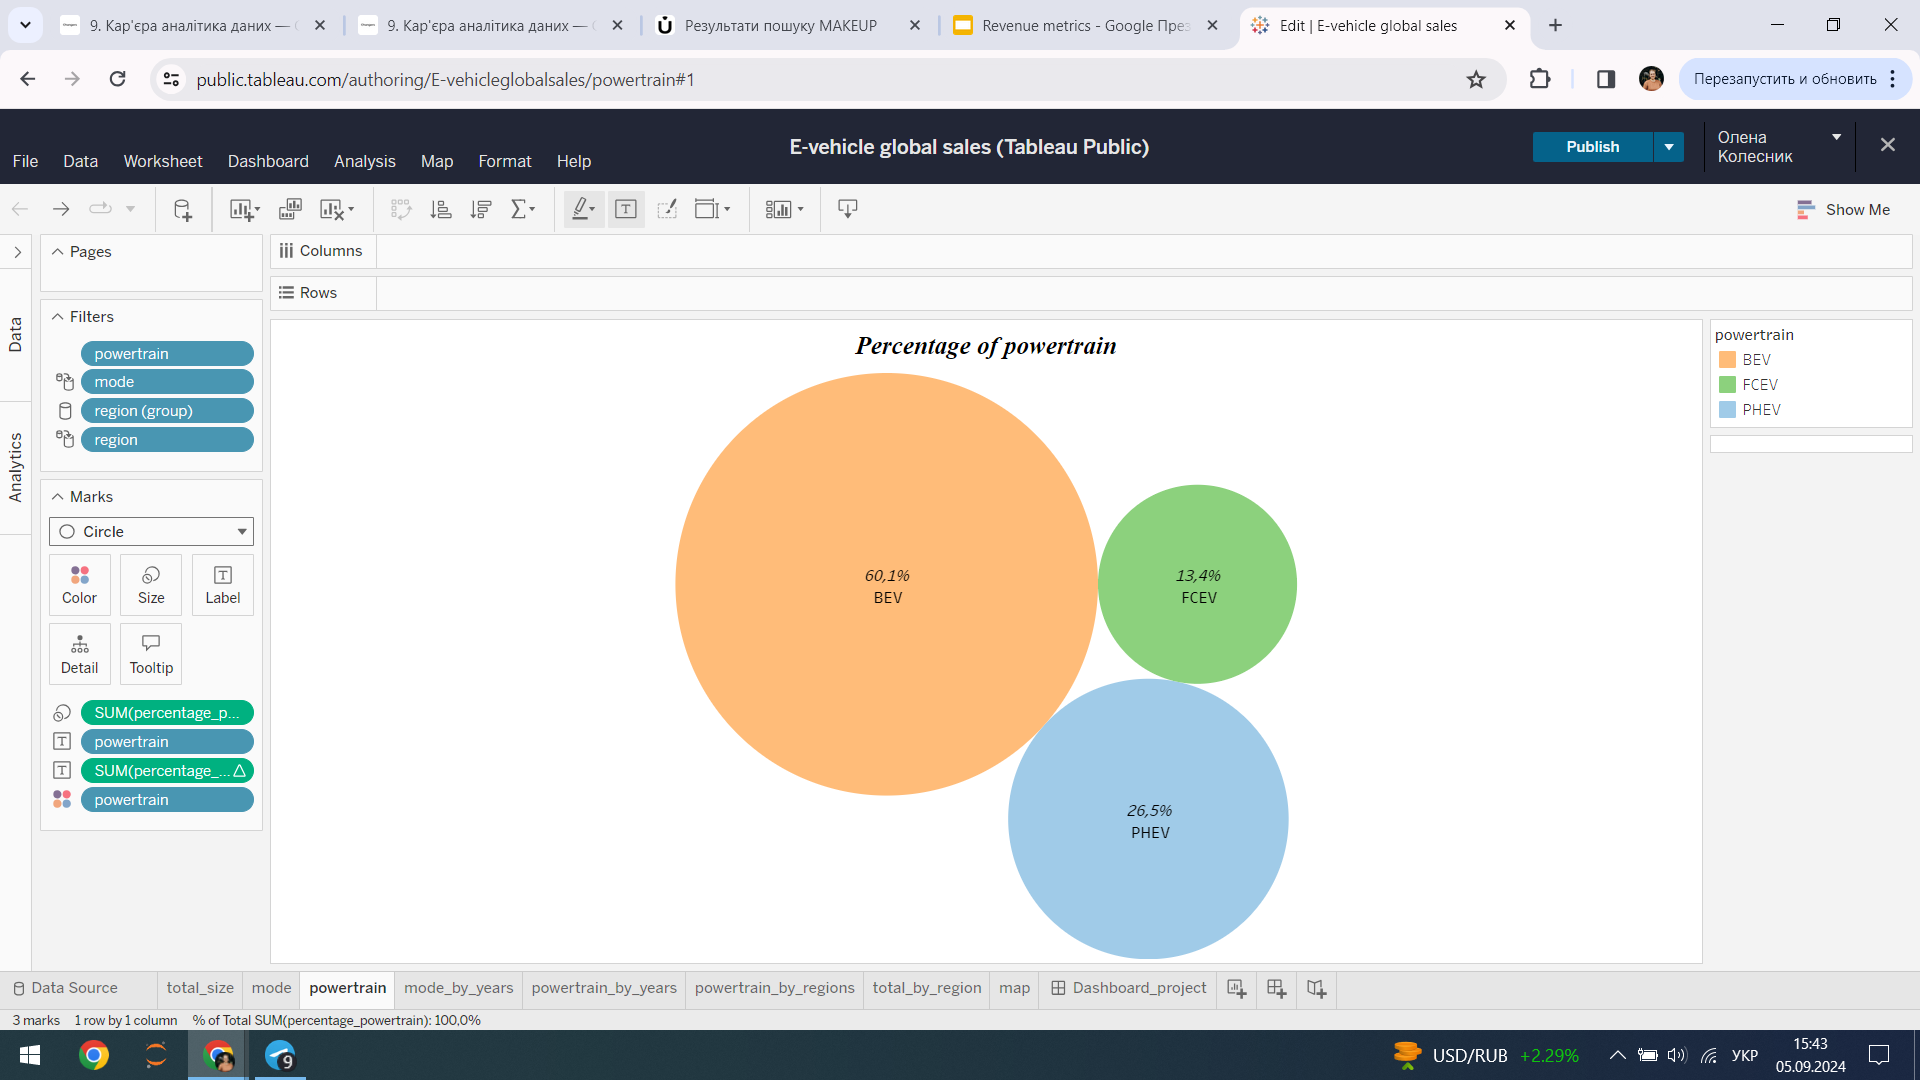 9. Кар'єра аналітика даних —
9. Кар'єра аналітика даних —
Результати пошуку MAKEUP
Revenue metrics - Google През
Edit | E-vehicle global sales
public.tableau.com/authoring/E-vehicleglobalsales/powertrain#1
Перезапустить и обновить
E-vehicle global sales (Tableau Public)
File Data Worksheet Dashboard Analysis Map Format Help
Publish
Олена
Колесник
Show Me
Pages
Columns
Rows
Filters
powertrain
mode
region (group)
region
Data
Analytics
Marks
Circle
Color Size Label
Detail Tooltip
SUM(percentage_p...
powertrain
SUM(percentage_...
powertrain
Percentage of powertrain
60,1%
BEV
13,4%
FCEV
26,5%
PHEV
powertrain
BEV
FCEV
PHEV
Data Source total_size mode powertrain mode_by_years powertrain_by_years powertrain_by_regions total_by_region map Dashboard_project
3 marks 1 row by 1 column % of Total SUM(percentage_powertrain): 100,0%
9
USD/RUB +2.29%
УКР
15:43
05.09.2024